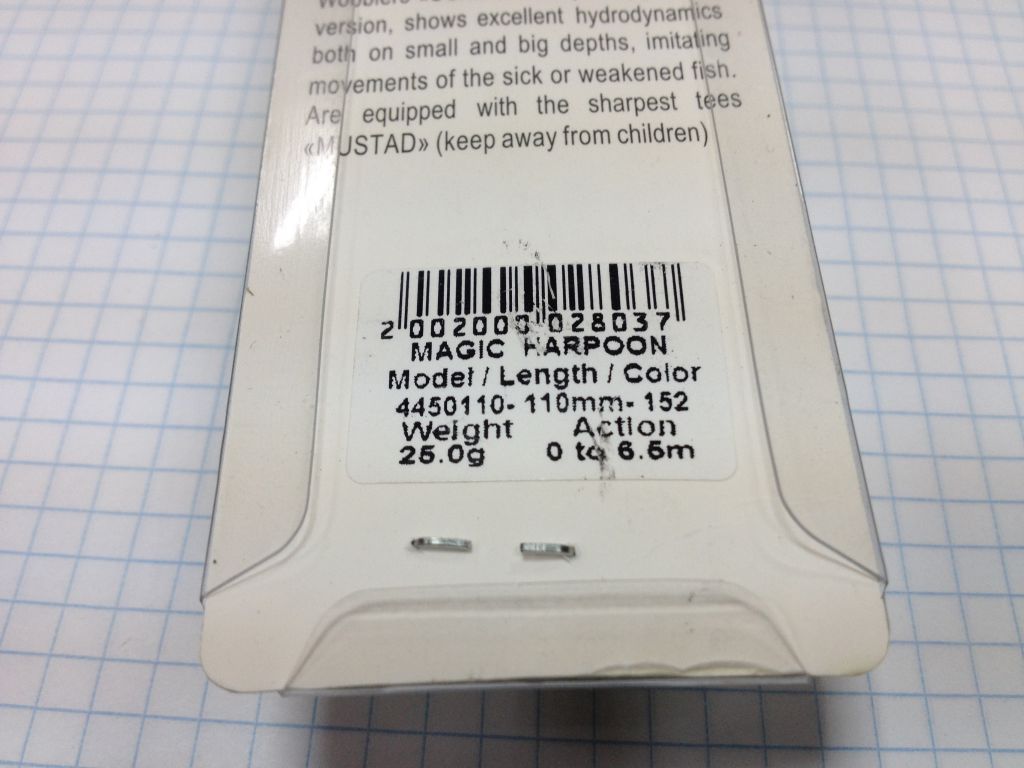 version, shows excellent hydrodynamics
both on small and big depths, imitating
movements of the sick or weakened fish.
Are equipped with the sharpest tees
«MUSTAD» (keep away from children)
2 002000 028037
MAGIC HARPOON
Model / Length / Color
4450110- 110mm- 152
Weight Action
25.0g 0 to 6.5m